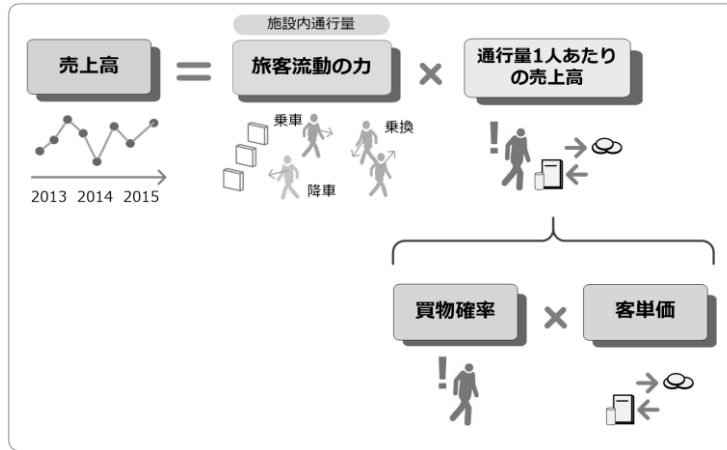 施設内通行量
売上高
=
旅客流動の力
×
通行量1人あたり
の売上高
乗車
乗換
降車
!
2013 2014 2015
買物確率
×
客単価
!